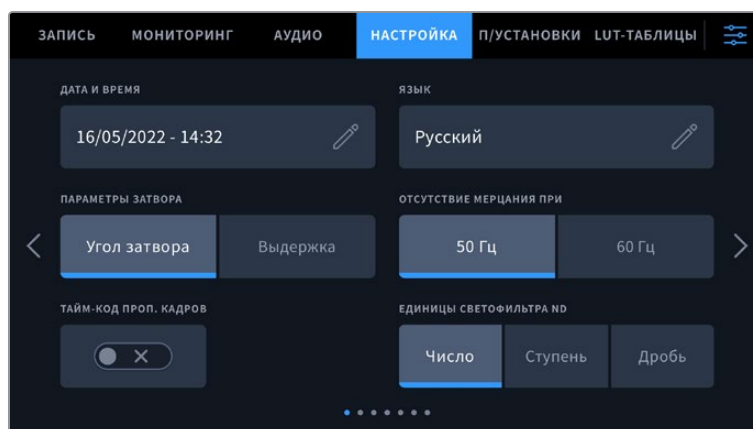 ЗАПИСЬ МОНИТОРИНГ АУДИО НАСТРОЙКА П/УСТАНОВКИ LUT-ТАБЛИЦЫ
ДАТА И ВРЕМЯ ЯЗЫК
16/05/2022 - 14:32 Русский
ПАРАМЕТРЫ ЗАТВОРА ОТСУТСТВИЕ МЕРЦАНИЯ ПРИ
Угол затвора Выдержка 50 Гц 60 Гц
ТАЙМ-КОД ПРОП. КАДРОВ ЕДИНИЦЫ СВЕТОФИЛЬТРА ND
Число Ступень Дробь